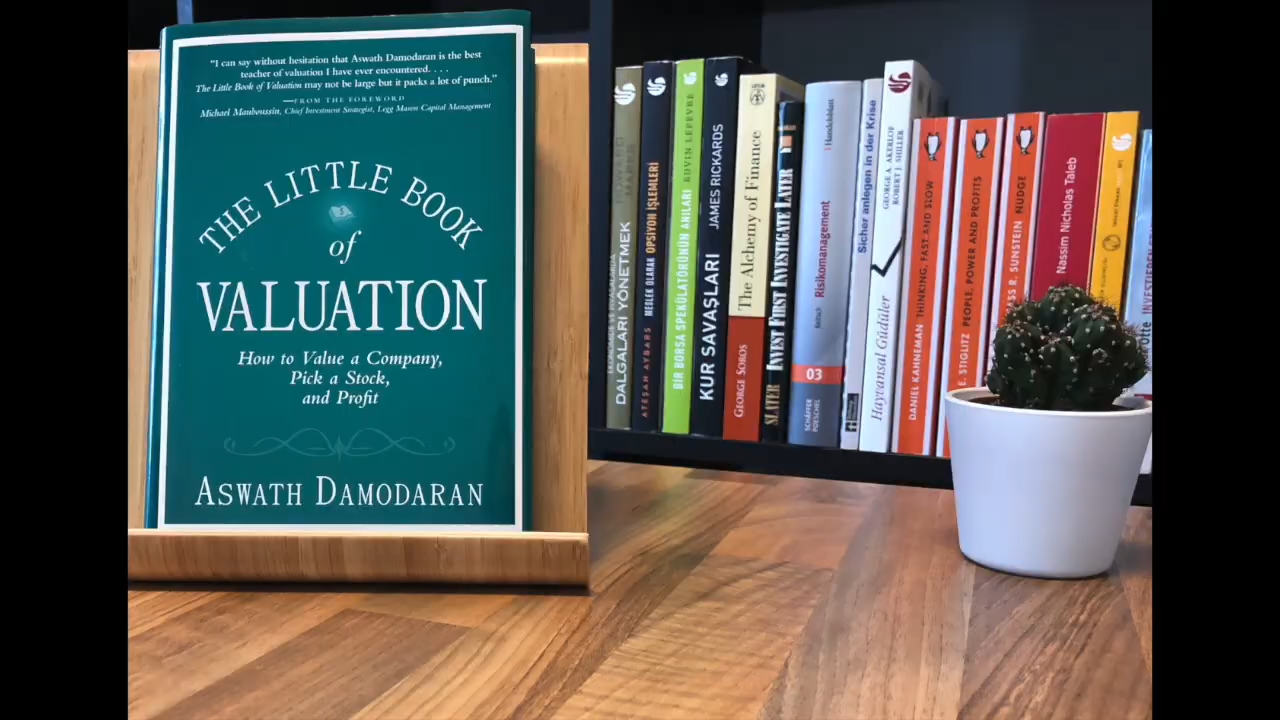 "I can say without hesitation that Aswath Damodaran is the best
teacher of valuation I have ever encountered. . . .
The Little Book of Valuation may not be large but it packs a lot of punch."
—FROM THE FOREWORD
Michael Mauboussin, Chief Investment Strategist, Legg Mason Capital Management
THE LITTLE BOOK
of
VALUATION
How to Value a Company,
Pick a Stock,
and Profit
ASWATH DAMODARAN
DALGALARI YÖNETMEK
ATEŞAN AYBARS MESLEK OLARAK OPSİYON İŞLEMLERİ
BİR BORSA SPEKÜLATÖRÜNÜN ANILARI EDVIN LEFEVRE
KUR SAVAŞLARI JAMES RICKARDS
GEORGE SOROS The Alchemy of Finance
SLATER INVEST FIRST INVESTIGATE LATER
Handelsblatt
Risikomanagement
03
SCHÄFFER
POESCHEL
Sicher anlegen in der Krise
GEORGE A. AKERLOF
ROBERT J. SHILLER
Hayvansal Güdüler
DANIEL KAHNEMAN THINKING, FAST AND SLOW
E. STIGLITZ PEOPLE, POWER AND PROFITS
R. SUNSTEIN NUDGE
Nassim Nicholas Taleb